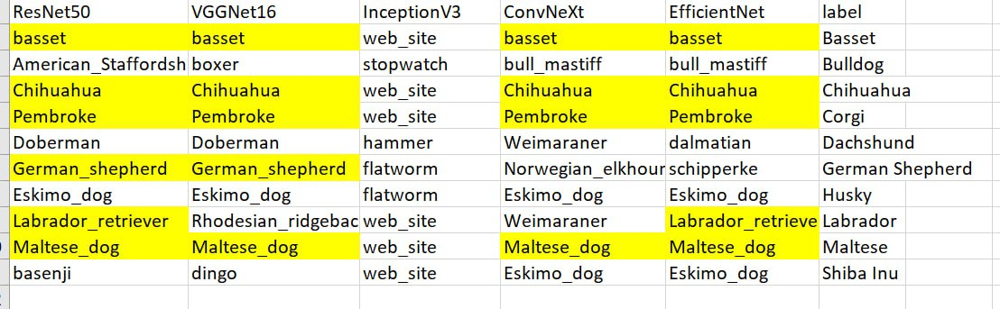 ResNet50 VGGNet16 InceptionV3 ConvNeXt EfficientNet label
basset basset web_site basset basset Basset
American_Staffordsh boxer stopwatch bull_mastiff bull_mastiff Bulldog
Chihuahua Chihuahua web_site Chihuahua Chihuahua Chihuahua
Pembroke Pembroke web_site Pembroke Pembroke Corgi
Doberman Doberman hammer Weimaraner dalmatian Dachshund
German_shepherd German_shepherd flatworm Norwegian_elkhour schipperke German Shepherd
Eskimo_dog Eskimo_dog flatworm Eskimo_dog Eskimo_dog Husky
Labrador_retriever Rhodesian_ridgebac web_site Weimaraner Labrador_retrieve Labrador
Maltese_dog Maltese_dog web_site Maltese_dog Maltese_dog Maltese
basenji dingo web_site Eskimo_dog Eskimo_dog Shiba Inu